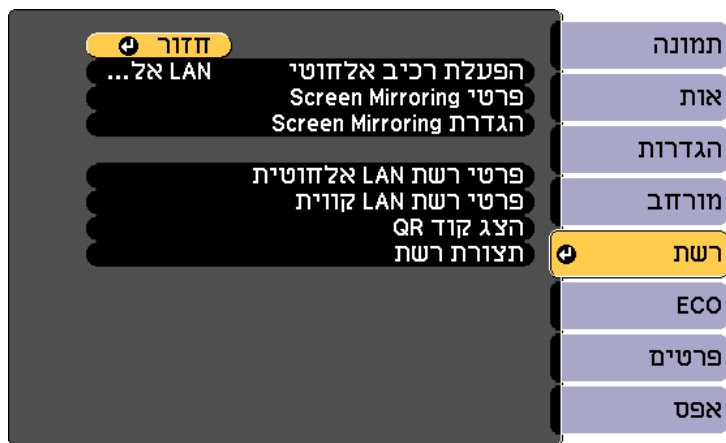 חזור
הפעלת רכיב אלחוטי LAN אל...
פרטי Screen Mirroring
הגדרת Screen Mirroring
פרטי רשת LAN אלחוטית
פרטי רשת LAN קווית
הצג קוד QR
תצורת רשת
תמונה
אות
הגדרות
מורחב
רשת
ECO
פרטים
אפס